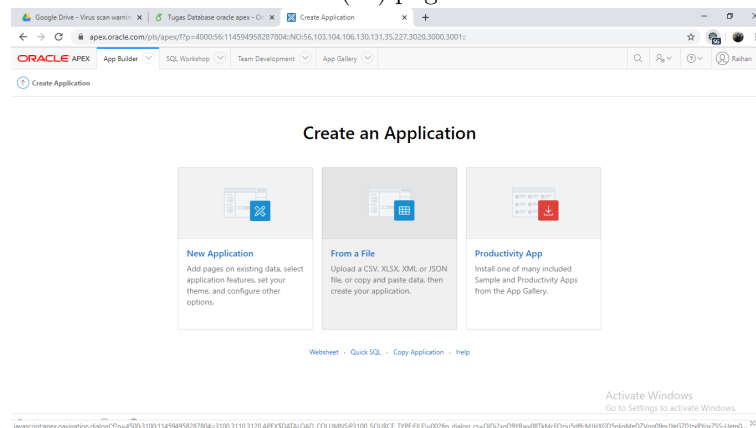 Google Drive - Virus scan warnin
Tugas Database oracle apex - On
Create Application
apex.oracle.com/pls/apex/f?p=4000:56:114594958287804::NO:56,103,104,106,130,131,35,227,3020,3000,3001::
56
ORACLE APEX App Builder SQL Workshop Team Development App Gallery Raihan
Create Application
Create an Application
New Application
Add pages on existing data, select
application features, set your
theme, and configure other
options.
From a File
Upload a CSV, XLSX, XML or JSON
file, or copy and paste data, then
create your application.
Productivity App
Install one of many included
Sample and Productivity Apps
from the App Gallery.
Websheet · Quick SQL · Copy Application · Help
Activate Windows
Go to Settings to activate Windows.